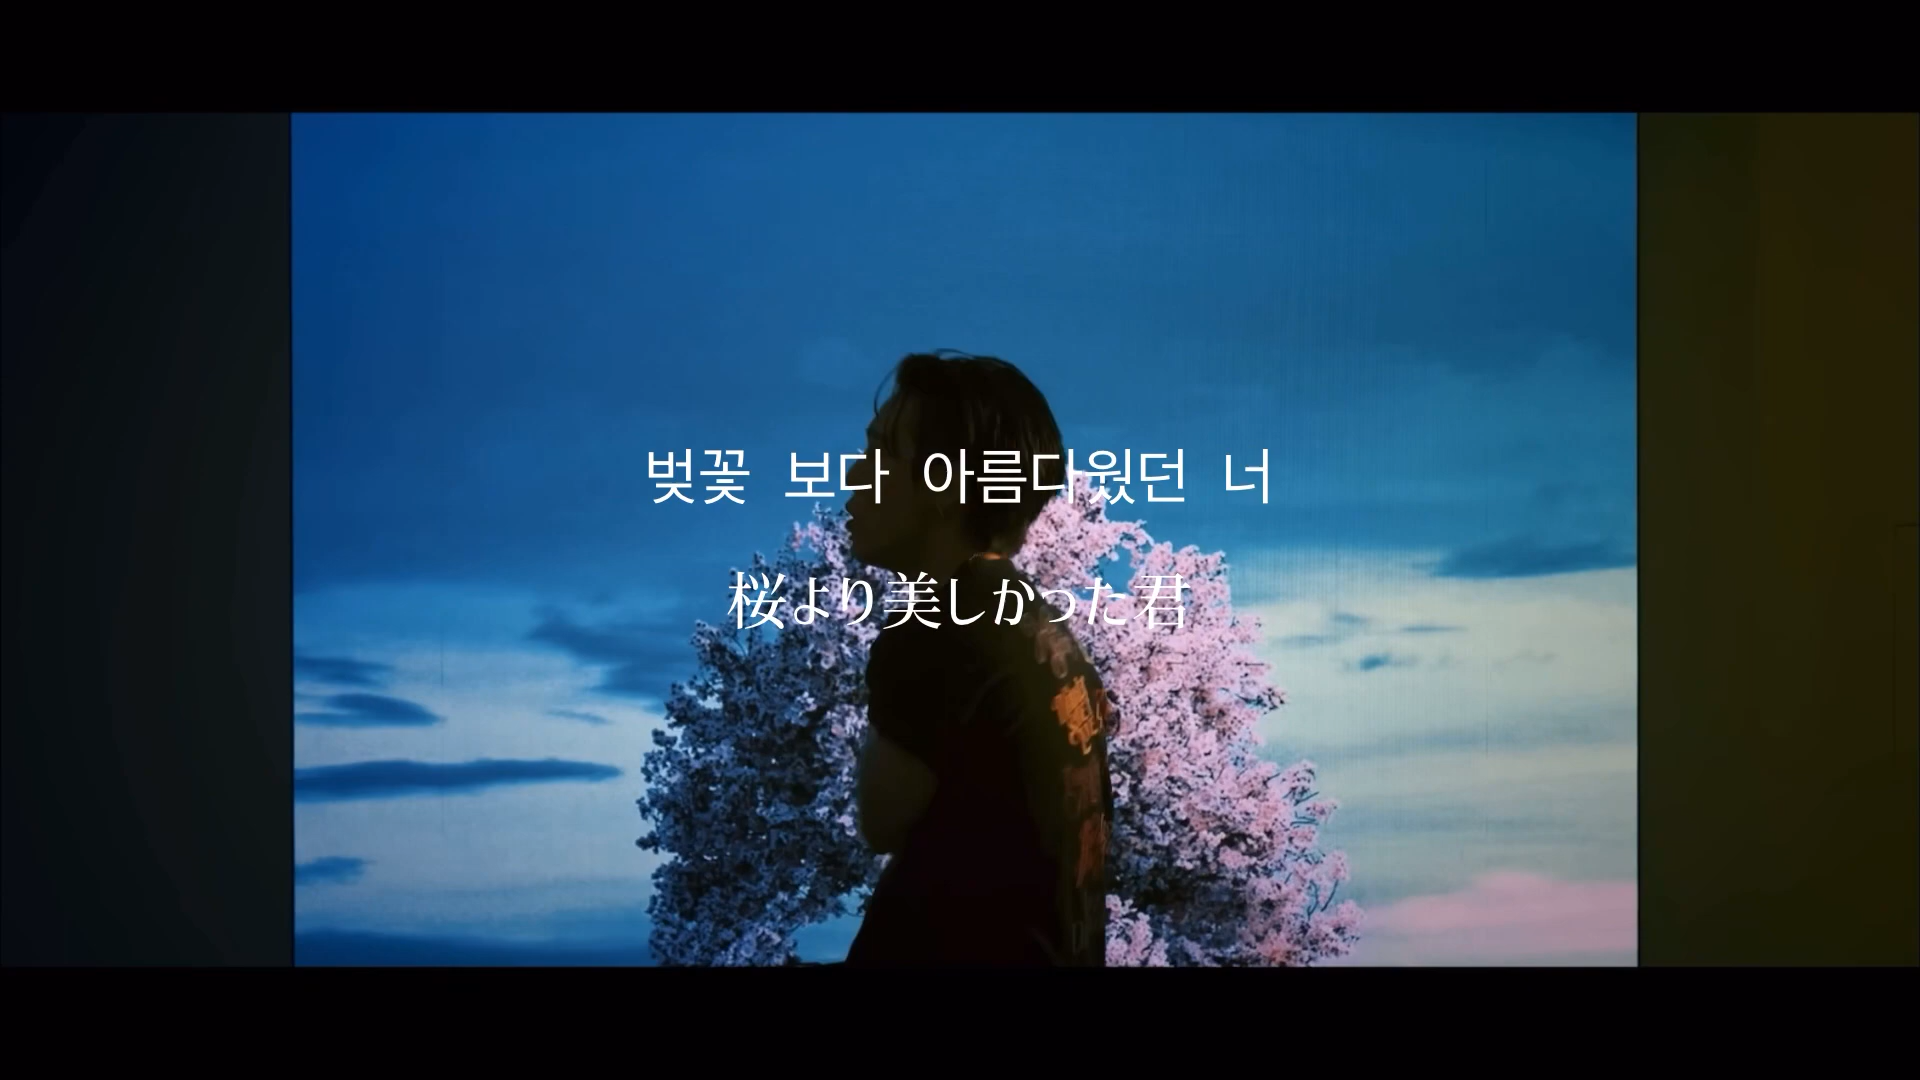 벚꽃 보다 아름다웠던 너
桜より美しかった君